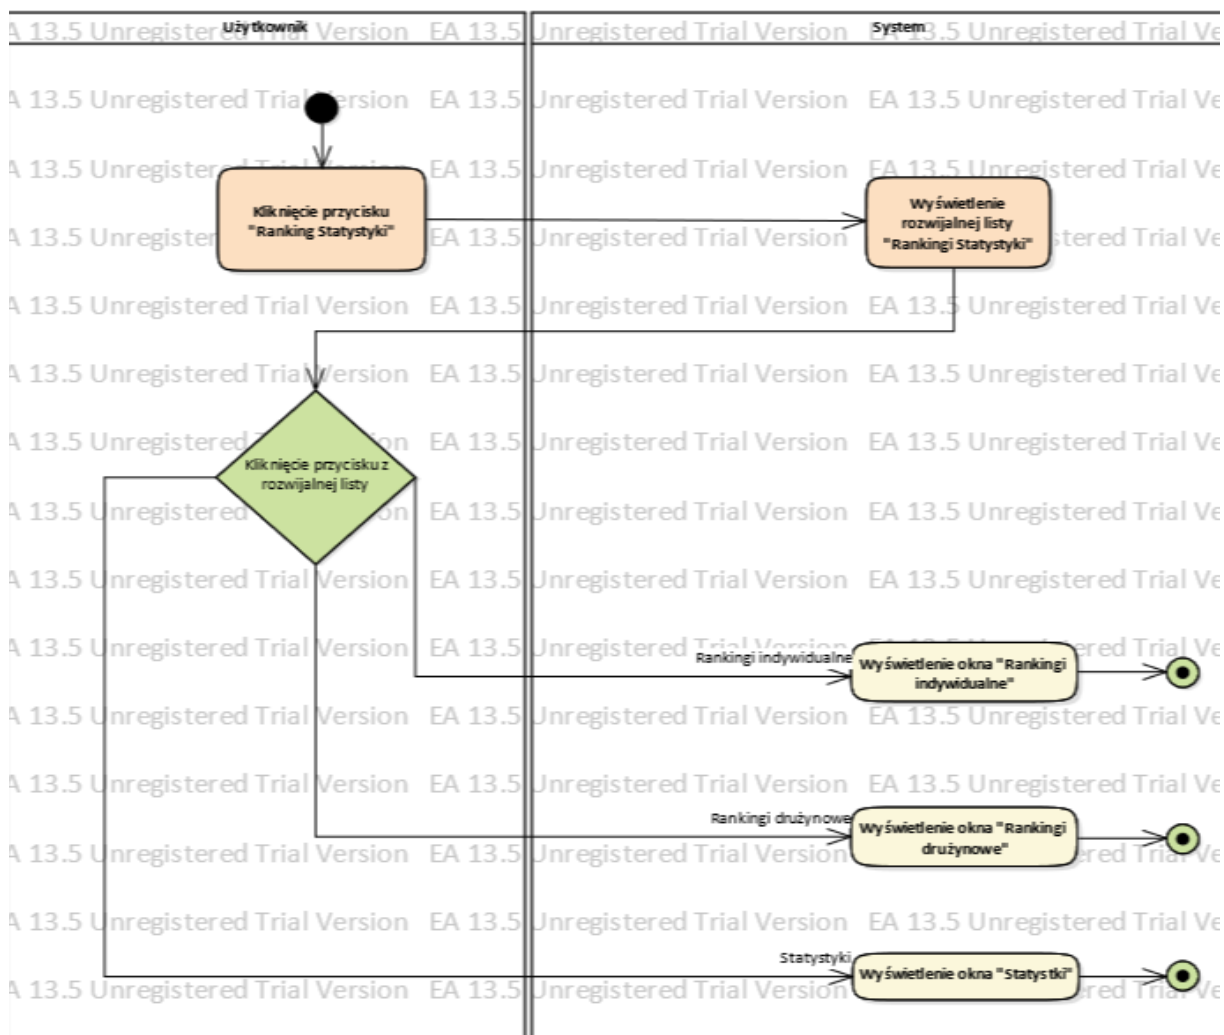 Użytkownik
System
Kliknięcie przycisku
"Ranking Statystyki"
Wyświetlenie
rozwijalnej listy
"Rankingi Statystyki"
Kliknięcie przycisku z
rozwijalnej listy
Rankingi indywidualne
Wyświetlenie okna "Rankingi
indywidualne"
Rankingi drużynowe
Wyświetlenie okna "Rankingi
drużynowe"
Statystyki
Wyświetlenie okna "Statystki"
EA 13.5 Unregistered Trial Version